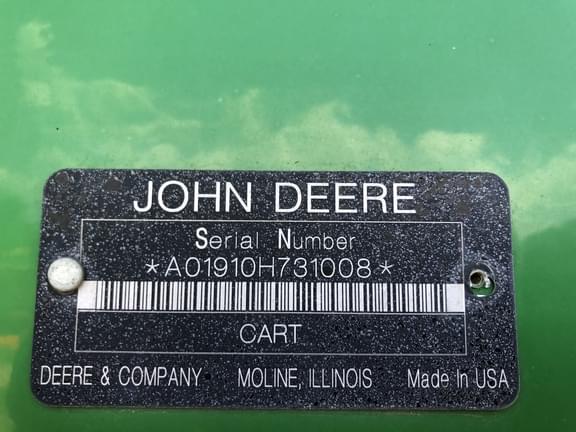 JOHN DEERE
Serial Number
*A01910H731008*
CART
DEERE & COMPANY MOLINE, ILLINOIS Made In USA